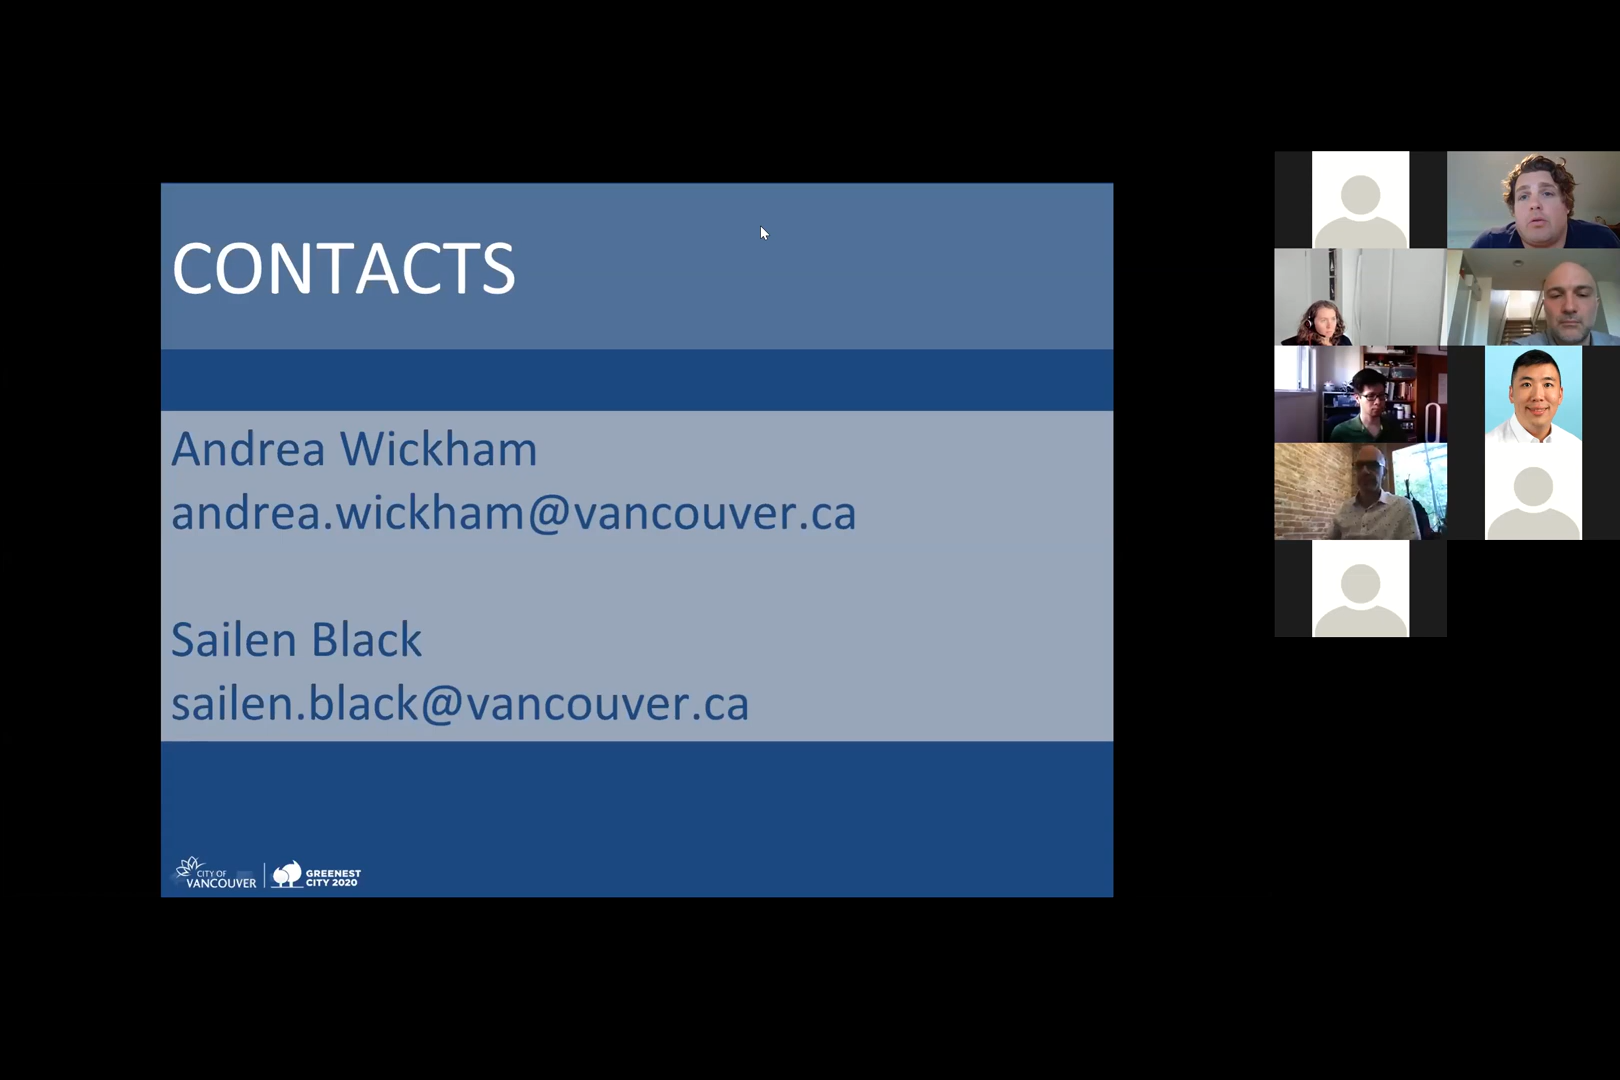 CONTACTS
Andrea Wickham
andrea.wickham@vancouver.ca
Sailen Black
sailen.black@vancouver.ca
CITY OF
VANCOUVER
GREENEST
CITY 2020